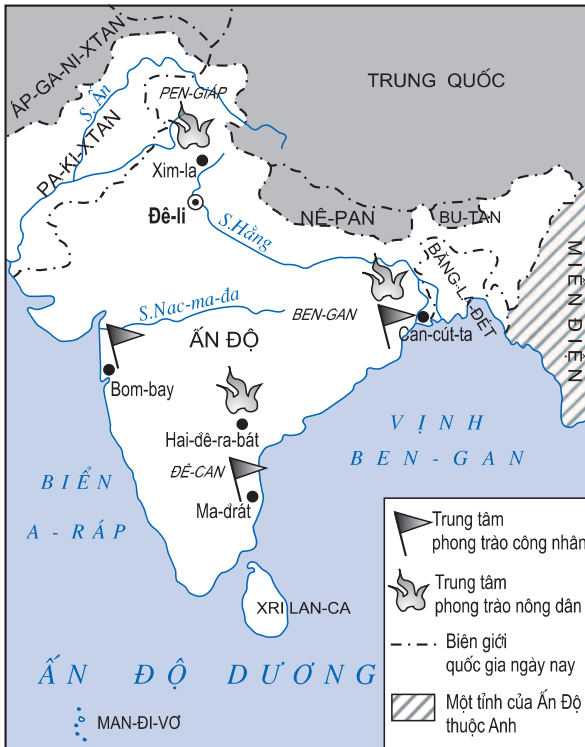 ÁP-GA-NI-XTAN
S. Ấn
PEN-GIÁP
TRUNG QUỐC
PA-KI-XTAN
Xim-la
Đê-li
NÊ-PAN
BU-TAN
S.Hằng
BĂNG-LA-ĐÉT
MIẾN ĐIỆN
S.Nac-ma-đa
BEN-GAN
ẤN ĐỘ
Can-cút-ta
Bom-bay
Hai-đê-ra-bát
VỊNH
BEN-GAN
BIỂN
A-RÁP
ĐÊ-CAN
Ma-đrát
XRI LAN-CA
ẤN ĐỘ DƯƠNG
MAN-ĐI-VƠ
Trung tâm
phong trào công nhân
Trung tâm
phong trào nông dân
Biên giới
quốc gia ngày nay
Một tỉnh của Ấn Độ
thuộc Anh